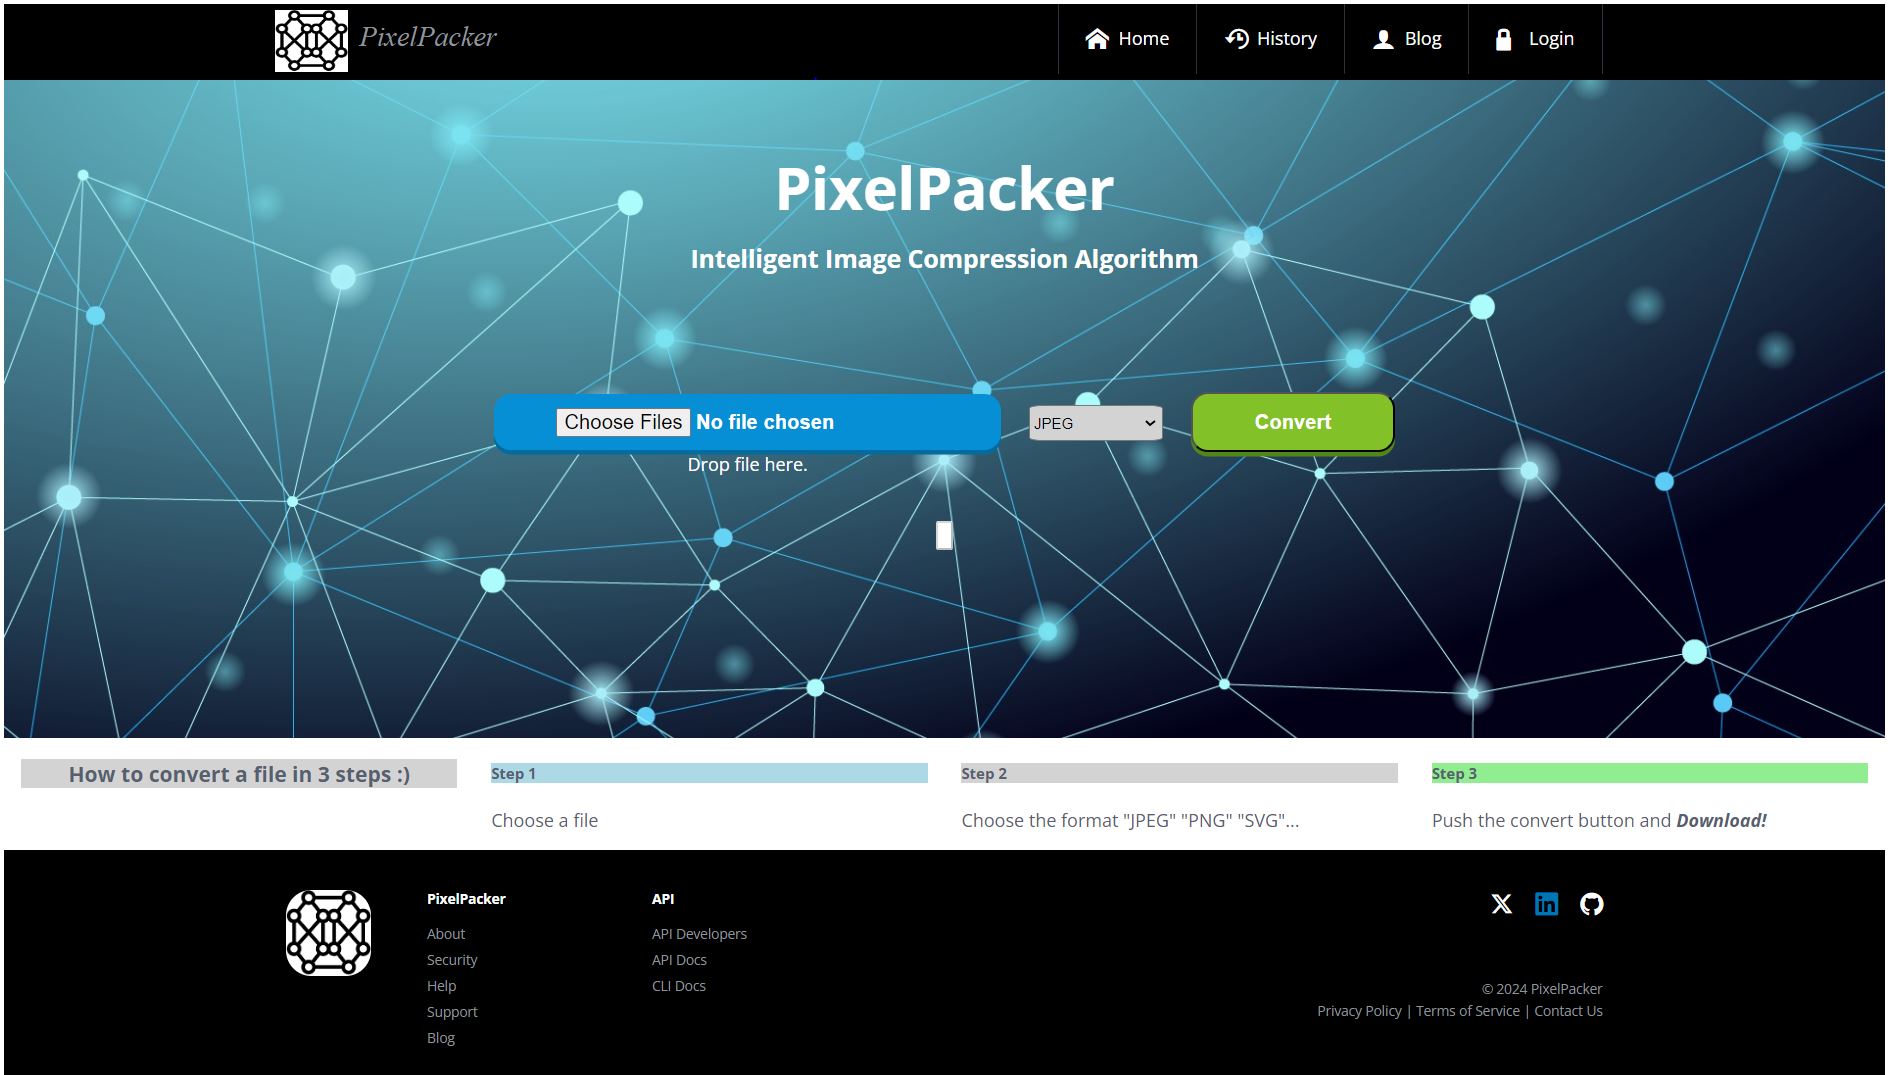 PixelPacker
Home
History
Blog
Login
PixelPacker
Intelligent Image Compression Algorithm
Choose Files No file chosen
JPEG
Convert
Drop file here.
How to convert a file in 3 steps :)
Step 1
Choose a file
Step 2
Choose the format "JPEG" "PNG" "SVG"...
Step 3
Push the convert button and Download!
PixelPacker
About
Security
Help
Support
Blog
API
API Developers
API Docs
CLI Docs
© 2024 PixelPacker
Privacy Policy | Terms of Service | Contact Us